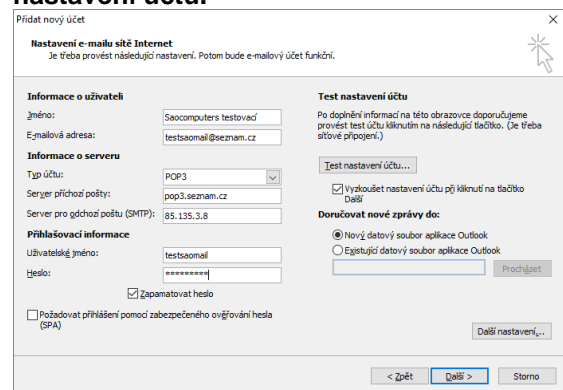 nastavení účtu.
Přidat nový účet
Nastavení e-mailu sítě Internet
Je třeba provést následující nastavení. Potom bude e-mailový účet funkční.
Informace o uživateli
Jméno:
Saocomputers testovací
E-mailová adresa:
testsaomail@seznam.cz
Informace o serveru
Typ účtu:
POP3
Server příchozí pošty:
pop3.seznam.cz
Server pro odchozí poštu (SMTP):
85.135.3.8
Přihlašovací informace
Uživatelské jméno:
testsaomail
Heslo:
*********
Zapamatovat heslo
Požadovat přihlášení pomocí zabezpečeného ověřování hesla
(SPA)
Test nastavení účtu
Po doplnění informací na této obrazovce doporučujeme
provést test účtu kliknutím na následující tlačítko. (Je třeba
síťové připojení.)
Test nastavení účtu...
Vyzkoušet nastavení účtu při kliknutí na tlačítko
Další
Doručovat nové zprávy do:
Nový datový soubor aplikace Outlook
Existující datový soubor aplikace Outlook
Procházet
Další nastavení...
< Zpět
Další >
Storno